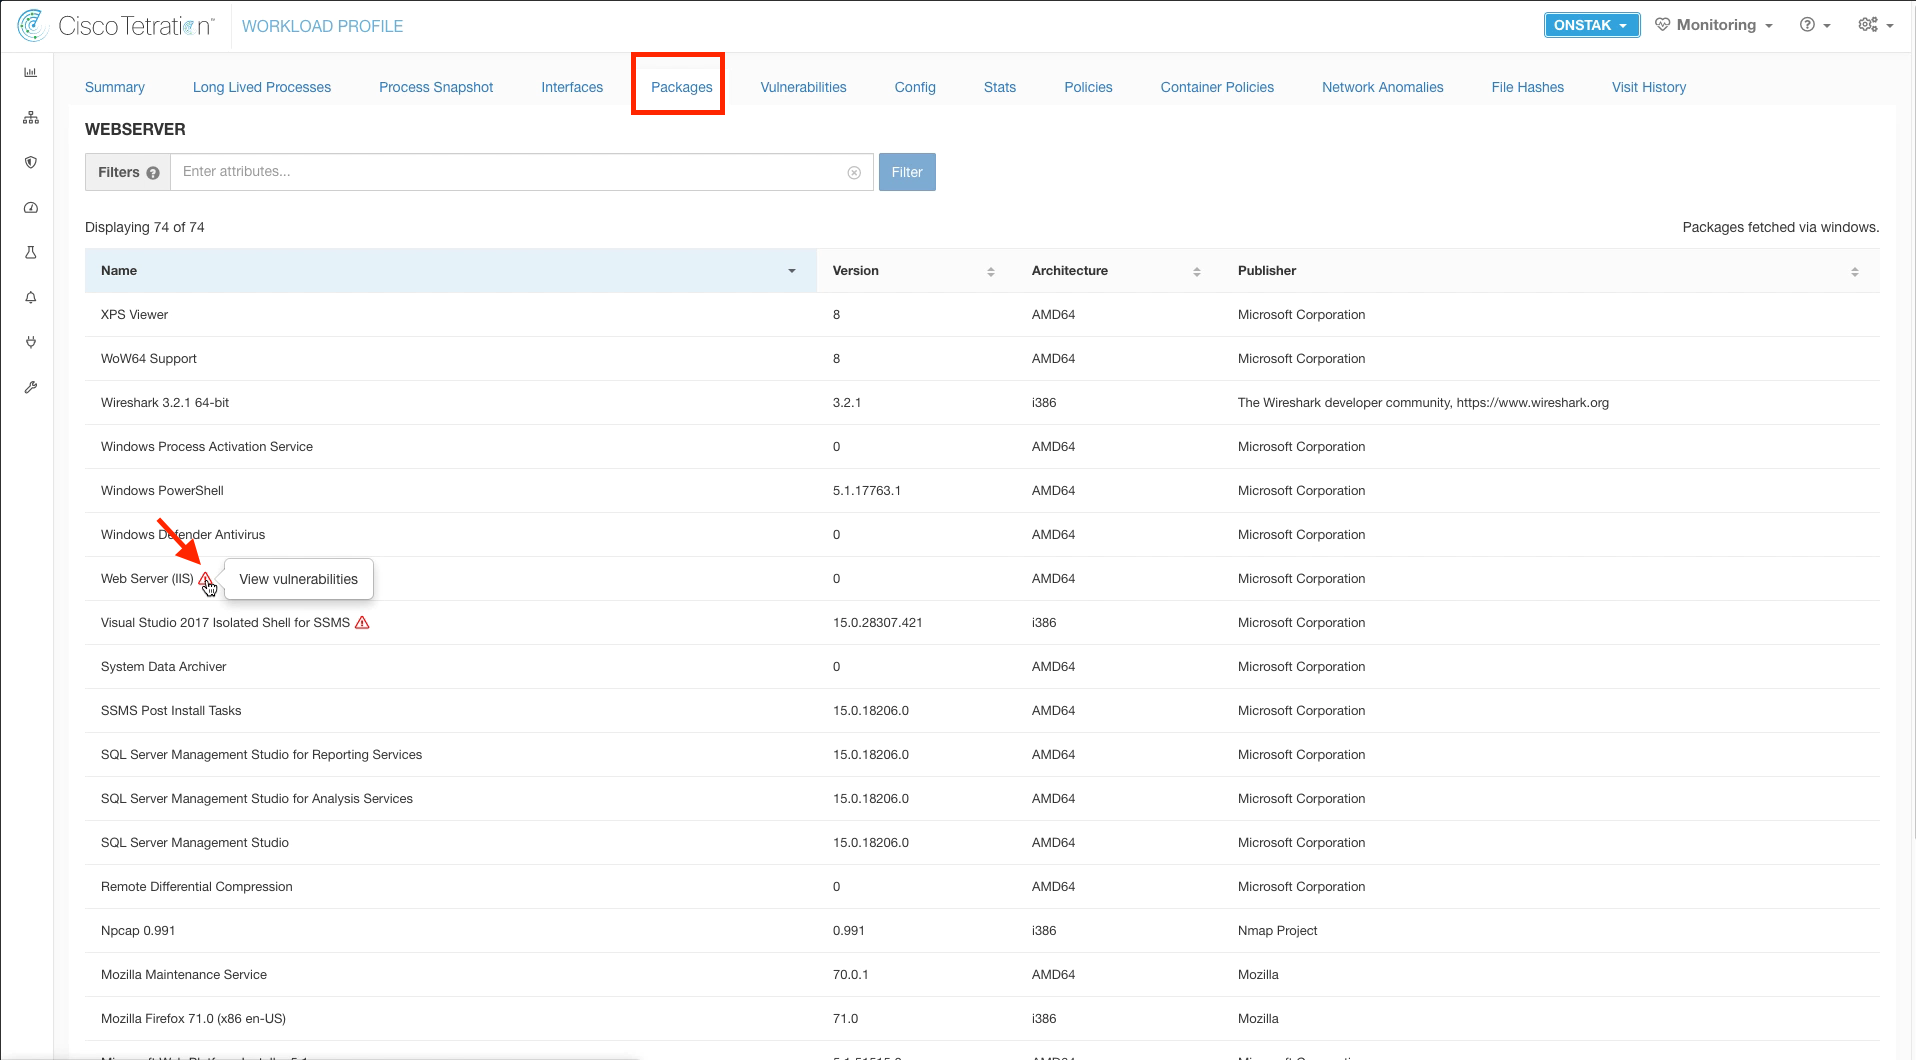 Cisco Tetration™ WORKLOAD PROFILE ONSTAK Monitoring
Summary Long Lived Processes Process Snapshot Interfaces Packages Vulnerabilities Config Stats Policies Container Policies Network Anomalies File Hashes Visit History
WEBSERVER
Filters ? Enter attributes... Filter
Displaying 74 of 74 Packages fetched via windows.
Name Version Architecture Publisher
XPS Viewer 8 AMD64 Microsoft Corporation
WoW64 Support 8 AMD64 Microsoft Corporation
Wireshark 3.2.1 64-bit 3.2.1 i386 The Wireshark developer community, https://www.wireshark.org
Windows Process Activation Service 0 AMD64 Microsoft Corporation
Windows PowerShell 5.1.17763.1 AMD64 Microsoft Corporation
Windows Defender Antivirus 0 AMD64 Microsoft Corporation
Web Server (IIS) View vulnerabilities 0 AMD64 Microsoft Corporation
Visual Studio 2017 Isolated Shell for SSMS 15.0.28307.421 i386 Microsoft Corporation
System Data Archiver 0 AMD64 Microsoft Corporation
SSMS Post Install Tasks 15.0.18206.0 AMD64 Microsoft Corporation
SQL Server Management Studio for Reporting Services 15.0.18206.0 AMD64 Microsoft Corporation
SQL Server Management Studio for Analysis Services 15.0.18206.0 AMD64 Microsoft Corporation
SQL Server Management Studio 15.0.18206.0 AMD64 Microsoft Corporation
Remote Differential Compression 0 AMD64 Microsoft Corporation
Npcap 0.991 0.991 i386 Nmap Project
Mozilla Maintenance Service 70.0.1 AMD64 Mozilla
Mozilla Firefox 71.0 (x86 en-US) 71.0 i386 Mozilla